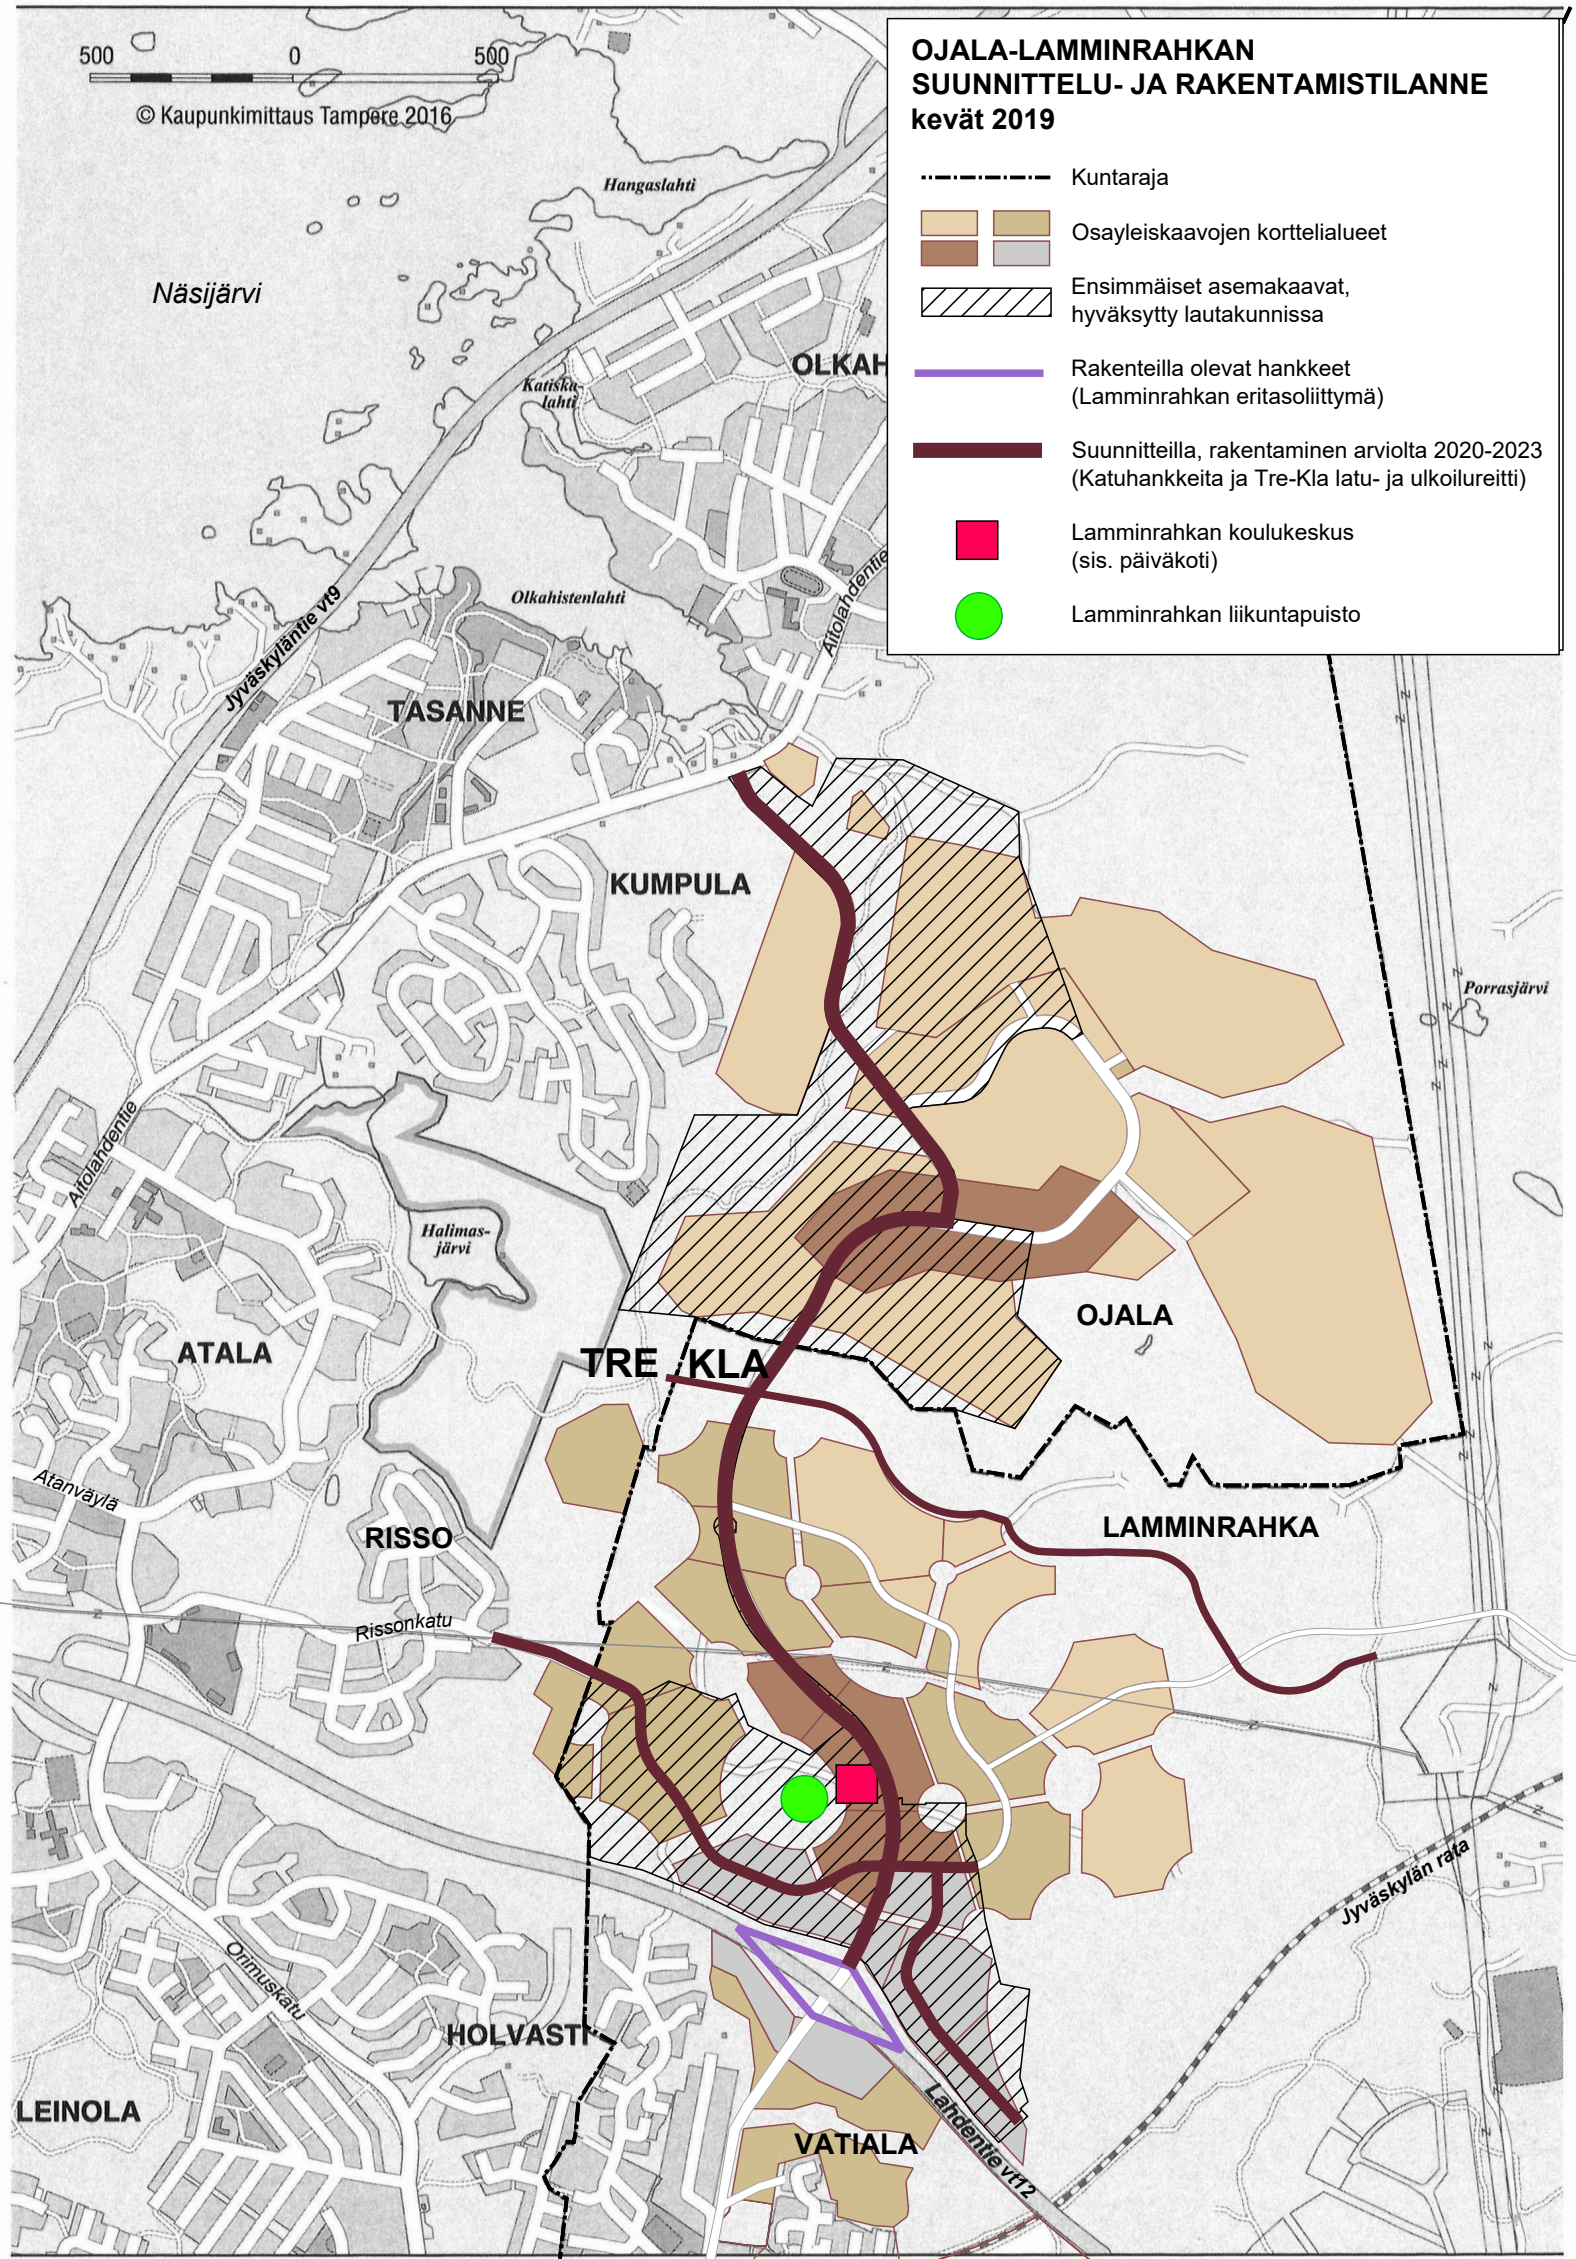 500 0 500
© Kaupunkimittaus Tampere 2016
OJALA-LAMMINRAHKAN
SUUNNITTELU- JA RAKENTAMISTILANNE
kevät 2019
Kuntaraja
Osayleiskaavojen korttelialueet
Ensimmäiset asemakaavat,
hyväksytty lautakunnissa
Rakenteilla olevat hankkeet
(Lamminrahkan eritasoliittymä)
Suunnitteilla, rakentaminen arviolta 2020-2023
(Katuhankkeita ja Tre-Kla latu- ja ulkoilureitti)
Lamminrahkan koulukeskus
(sis. päiväkoti)
Lamminrahkan liikuntapuisto
Hangaslahti
Näsijärvi
OLKAH
Katiska-
lahti
Olkahistenlahti
Aitolahdentie
Jyväskyläntie vt9
TASANNE
KUMPULA
Porrasjärvi
Aitolahdentie
Halimas-
järvi
OJALA
ATALA
TRE KLA
Atanväylä
RISSO
LAMMINRAHKA
Rissonkatu
Jyväskylän rata
Orimuskatu
HOLVASTI
LEINOLA
VATIALA
Lahdentie vt12